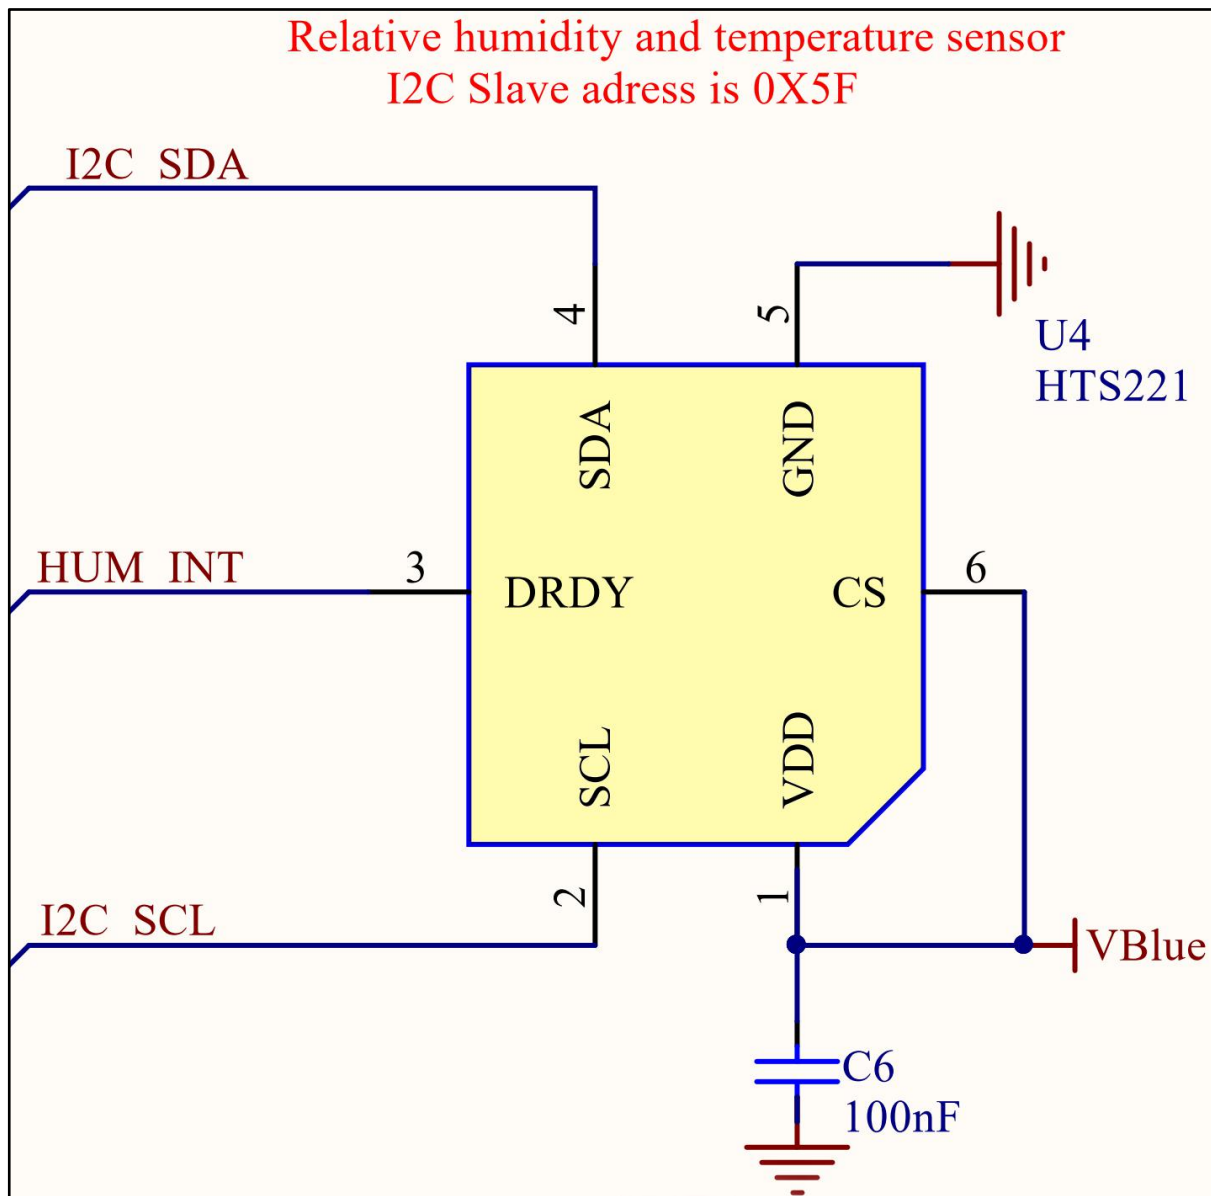 Relative humidity and temperature sensor
I2C Slave adress is 0X5F
I2C SDA
4
5
U4
HTS221
SDA
GND
HUM INT
3
DRDY
CS
6
SCL
VDD
I2C SCL
2
1
VBlue
C6
100nF